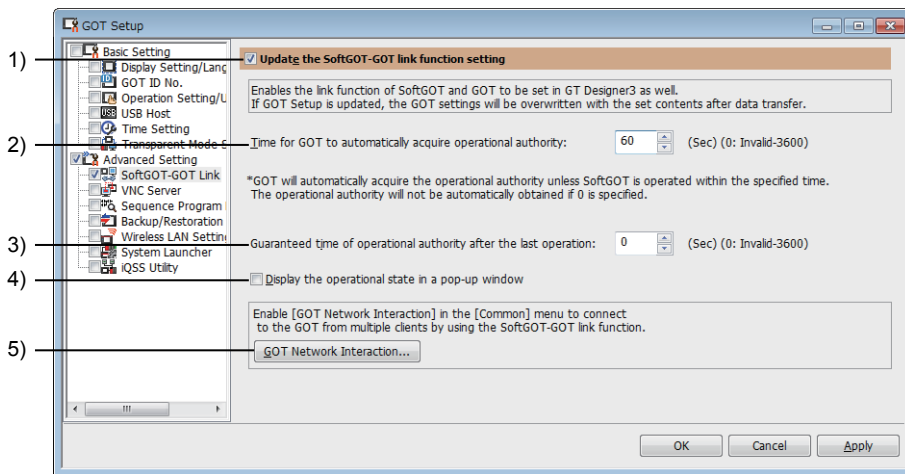 GOT Setup
Basic Setting
Display Setting/Lang
GOT ID No.
Operation Setting/U
USB Host
Time Setting
Transparent Mode S
Advanced Setting
SoftGOT-GOT Link
VNC Server
Sequence Program
Backup/Restoration
Wireless LAN Settin
System Launcher
iQSS Utility
1)
Update the SoftGOT-GOT link function setting
Enables the link function of SoftGOT and GOT to be set in GT Designer3 as well.
If GOT Setup is updated, the GOT settings will be overwritten with the set contents after data transfer.
2)
Time for GOT to automatically acquire operational authority: 60 (Sec) (0: Invalid-3600)
*GOT will automatically acquire the operational authority unless SoftGOT is operated within the specified time.
The operational authority will not be automatically obtained if 0 is specified.
3)
Guaranteed time of operational authority after the last operation: 0 (Sec) (0: Invalid-3600)
4)
Display the operational state in a pop-up window
Enable [GOT Network Interaction] in the [Common] menu to connect
to the GOT from multiple clients by using the SoftGOT-GOT link function.
5)
GOT Network Interaction...
OK Cancel Apply